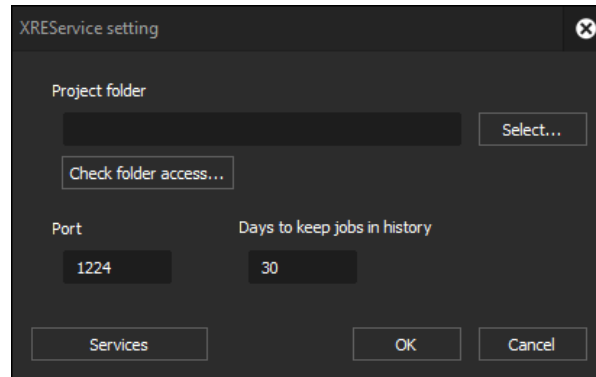 XREService setting
Project folder
Select...
Check folder access...
Port Days to keep jobs in history
1224 30
Services OK Cancel